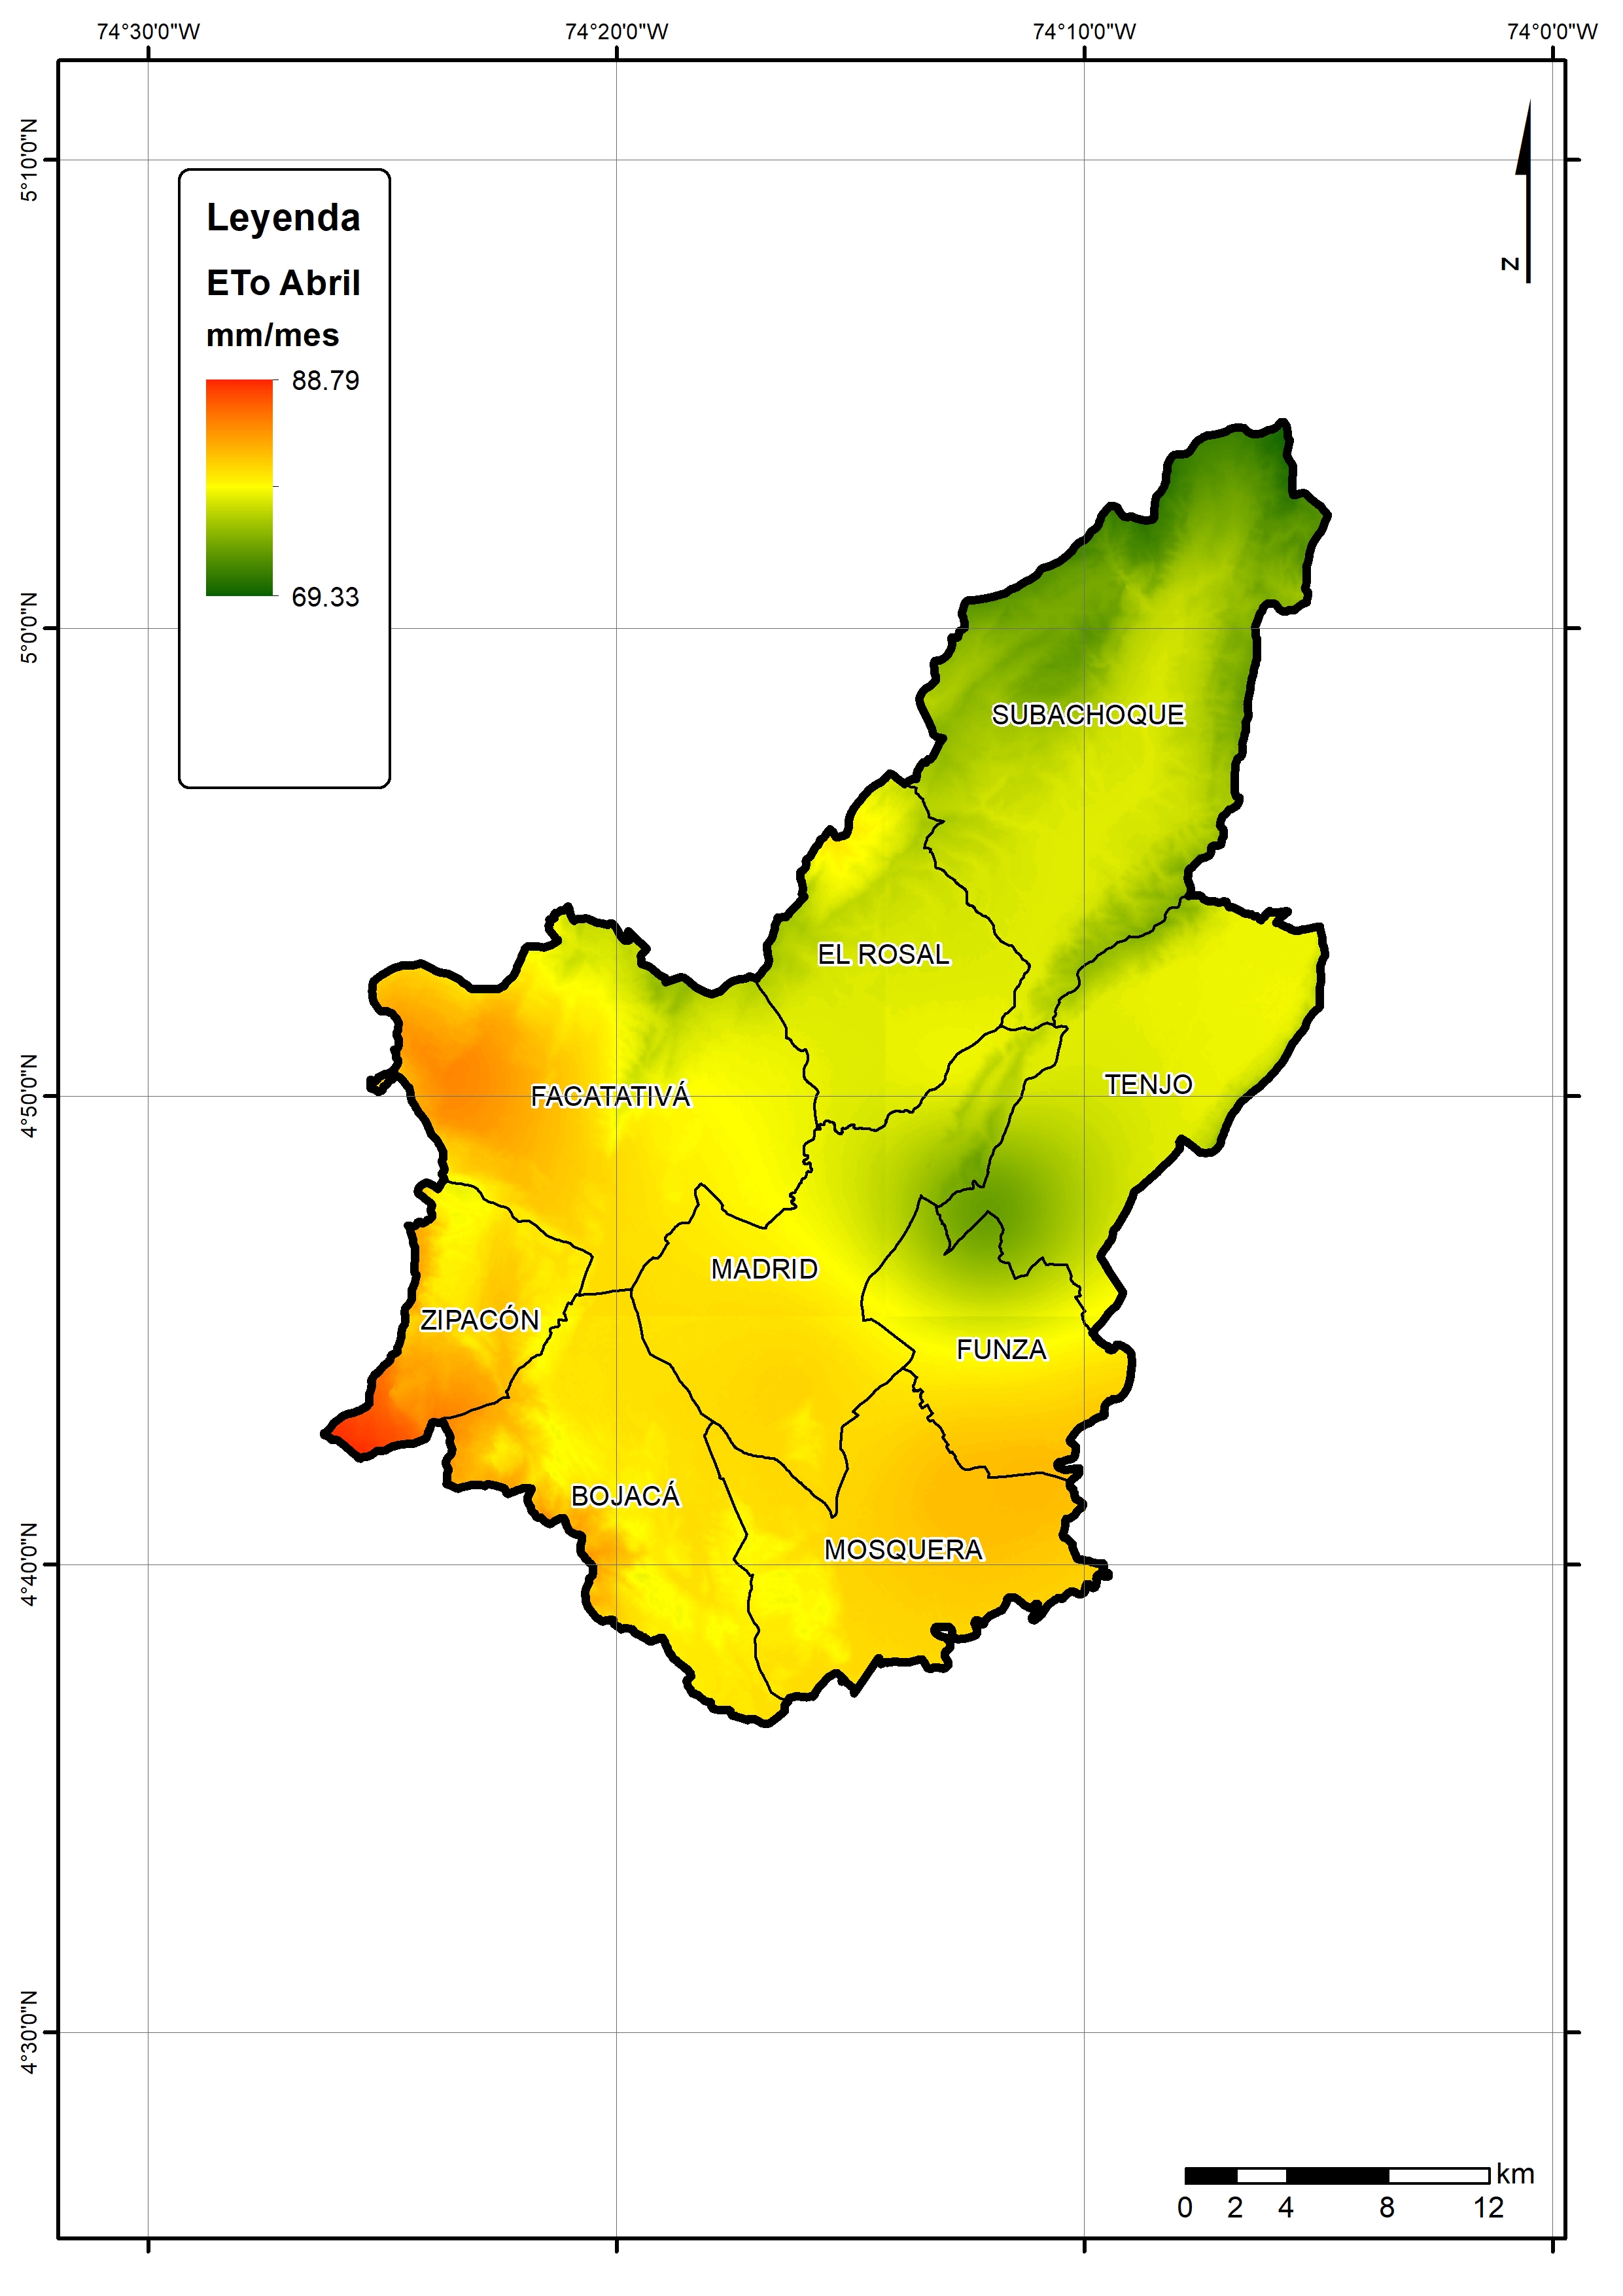 74°30'0"W 74°20'0"W 74°10'0"W 74°0'0"W
5°10'0"N
Leyenda
ETo Abril
mm/mes
88.79
69.33
N
5°0'0"N
SUBACHOQUE
EL ROSAL
TENJO
4°50'0"N
FACATATIVÁ
MADRID
ZIPACÓN
FUNZA
BOJACÁ
MOSQUERA
4°40'0"N
4°30'0"N
km
0 2 4 8 12